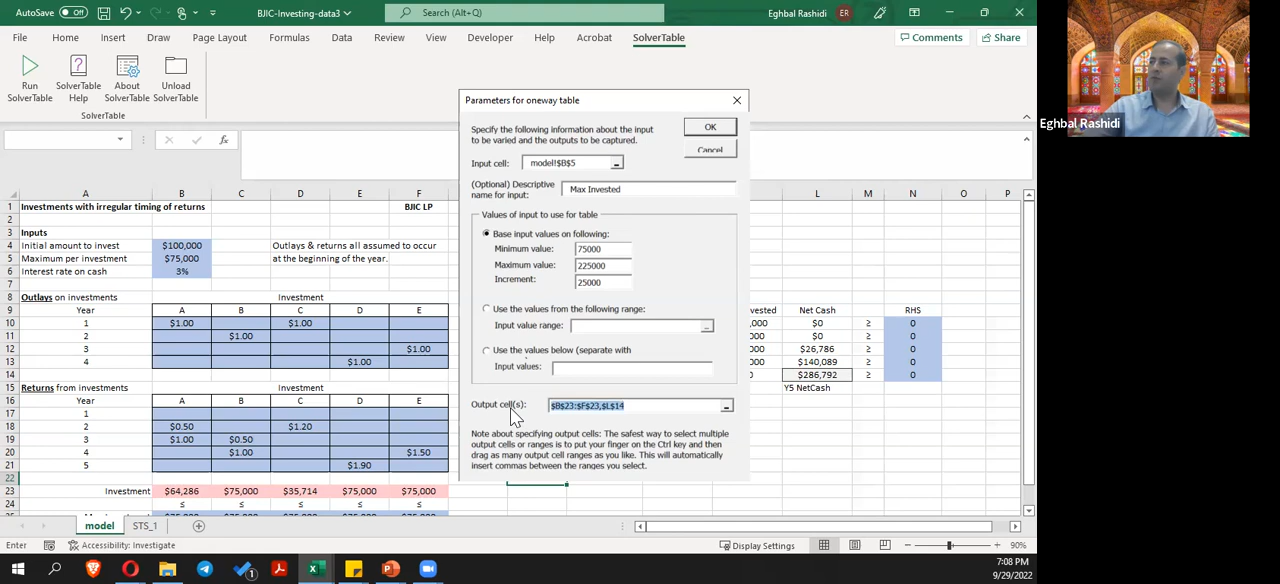 AutoSave Off BJIC-Investing-data3 Search (Alt+Q) Eghbal Rashidi ER
File Home Insert Draw Page Layout Formulas Data Review View Developer Help Acrobat SolverTable Comments Share
Run SolverTable About Unload
SolverTable Help SolverTable SolverTable
SolverTable
Eghbal Rashidi
Parameters for oneway table
Specify the following information about the input
to be varied and the outputs to be captured.
OK
Cancel
Input cell: model!$B$5
(Optional) Descriptive
name for input: Max Invested
Values of input to use for table
Base input values on following:
Minimum value: 75000
Maximum value: 225000
Increment: 25000
Use the values from the following range:
Input value range:
Use the values below (separate with
Input values:
Output cell(s): $B$23:$F$23,$L$14
Note about specifying output cells: The safest way to select multiple
output cells or ranges is to put your finger on the Ctrl key and then
drag as many output cell ranges as you like. This will automatically
insert commas between the ranges you select.
fx
A B C D E F L M N O P
1 Investments with irregular timing of returns BJIC LP
2
3 Inputs
4 Initial amount to invest $100,000 Outlays & returns all assumed to occur
5 Maximum per investment $75,000 at the beginning of the year.
6 Interest rate on cash 3%
7
8 Outlays on investments Investment
9 Year A B C D E vested Net Cash RHS
10 1 $1.00 $1.00 ,000 $0 ≥ 0
11 2 $1.00 000 $0 ≥ 0
12 3 $1.00 000 $26,786 ≥ 0
13 4 $1.00 000 $140,089 ≥ 0
14 $286,792 ≥ 0
15 Returns from investments Investment Y5 NetCash
16 Year A B C D E
17 1
18 2 $0.50 $1.20
19 3 $1.00 $0.50
20 4 $1.00 $1.50
21 5 $1.90
22
23 Investment $64,286 $75,000 $35,714 $75,000 $75,000
24 ≤ ≤ ≤ ≤ ≤
model STS_1
Enter Accessibility: Investigate Display Settings 90%
1
7:08 PM
9/29/2022